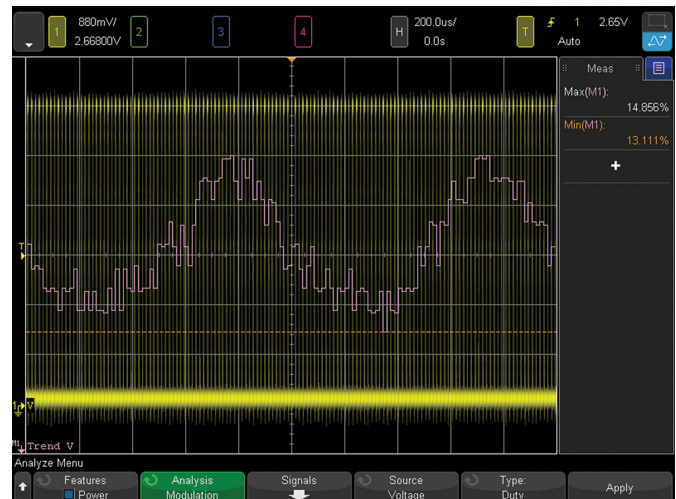 1 880mV/ 2.66800V 2 3 4 H 200.0us/ 0.0s T 1 2.65V Auto
Meas
Max(M1):
14.856%
Min(M1):
13.111%
+
T
1 V
Trend V
Analyze Menu
Features Power
Analysis Modulation
Signals
Source Voltage
Type: Duty
Apply